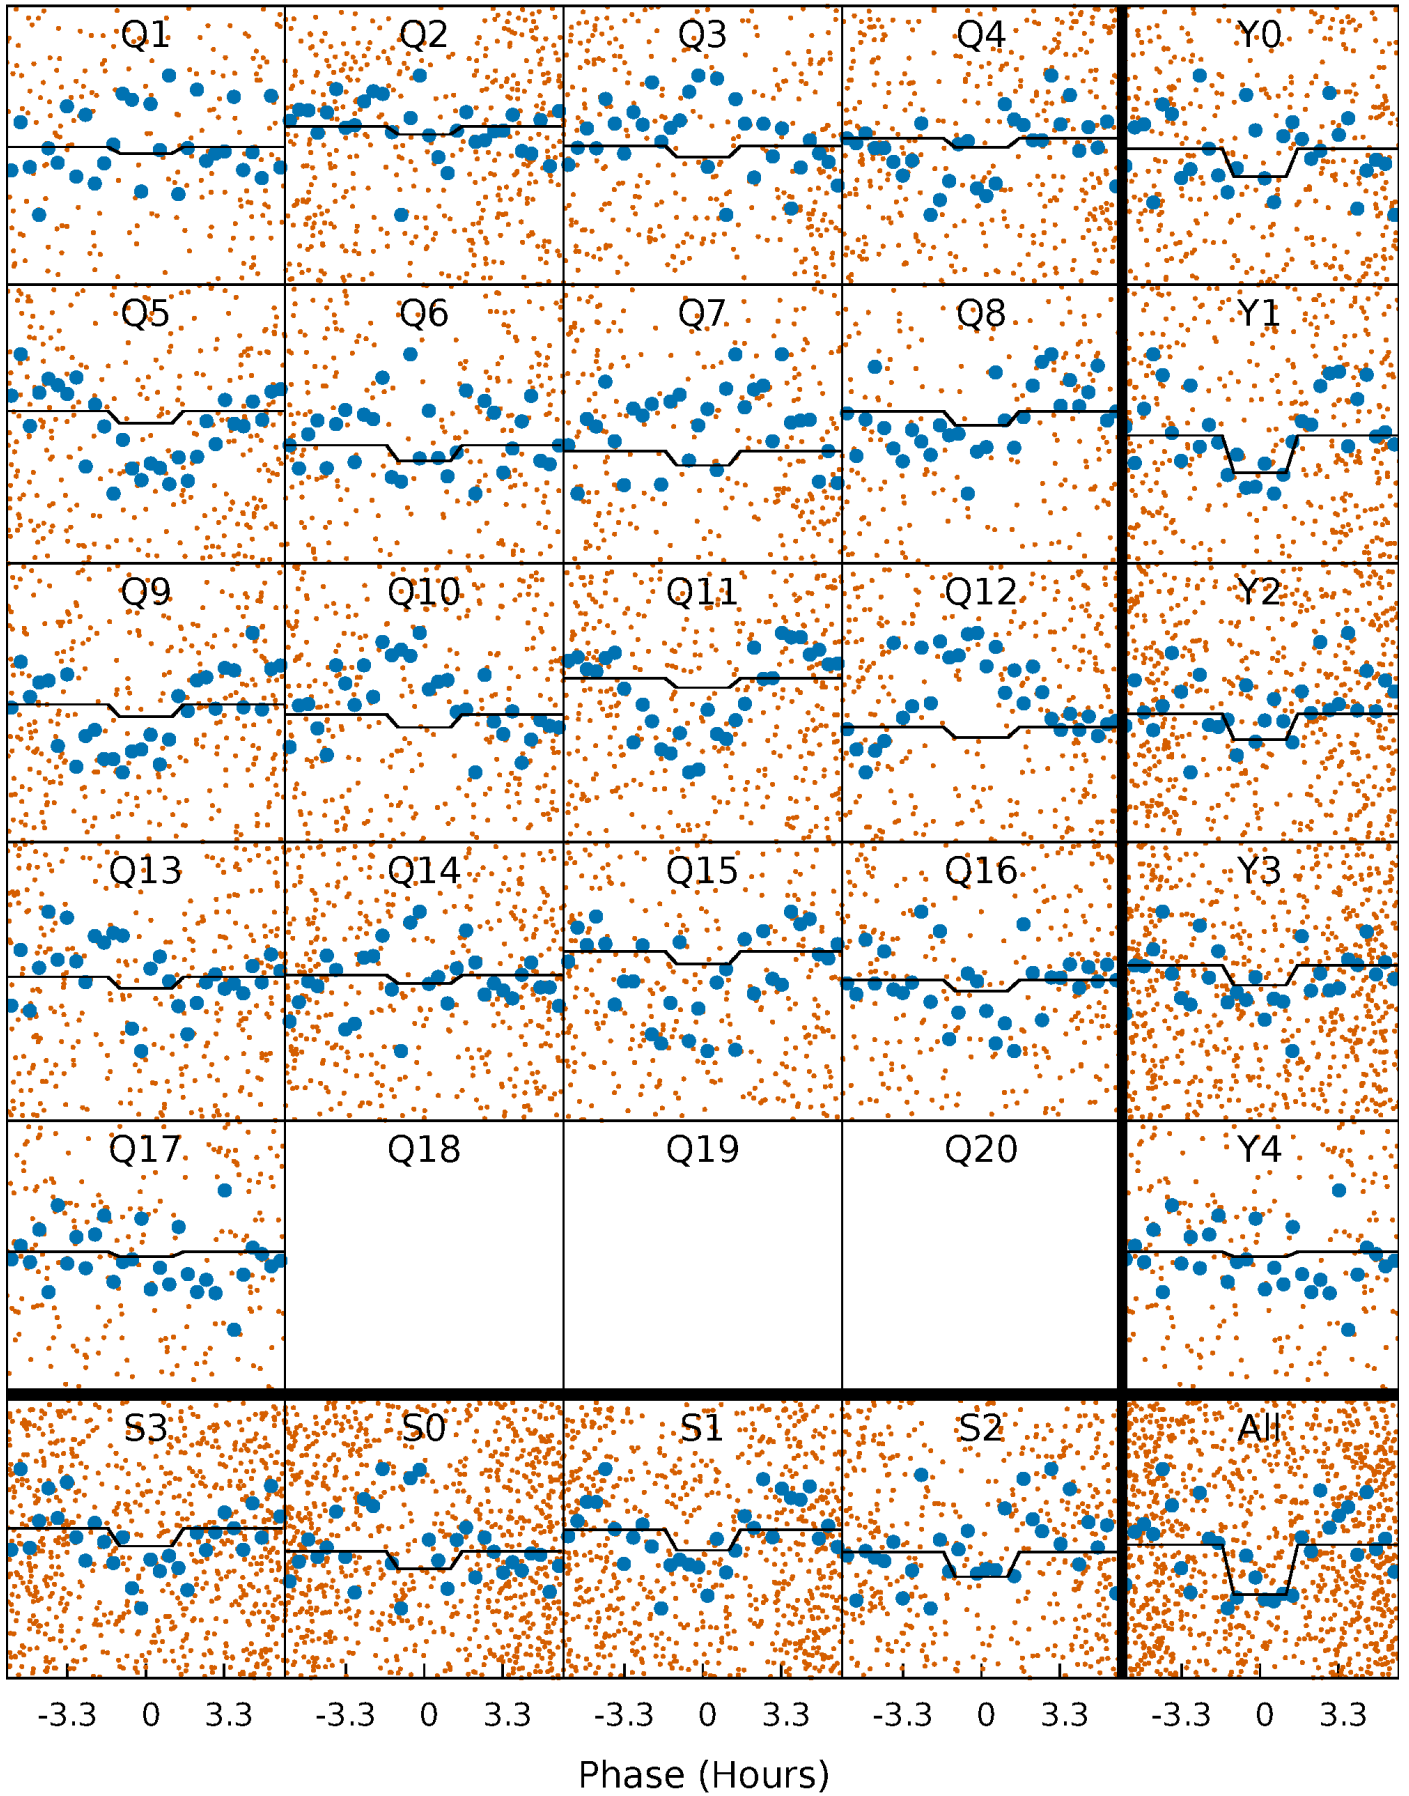 Q1 Q2 Q3 Q4 Y0
Q5 Q6 Q7 Q8 Y1
Q9 Q10 Q11 Q12 Y2
Q13 Q14 Q15 Q16 Y3
Q17 Q18 Q19 Q20 Y4
S3 S0 S1 S2 All
-3.3 0 3.3 -3.3 0 3.3 -3.3 0 3.3 -3.3 0 3.3 -3.3 0 3.3
Phase (Hours)